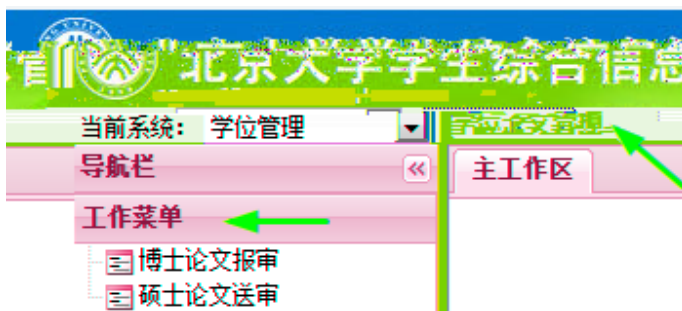 北京大学学生综合信息
当前系统： 学位管理
导航栏
主工作区
工作菜单
博士论文报审
硕士论文送审